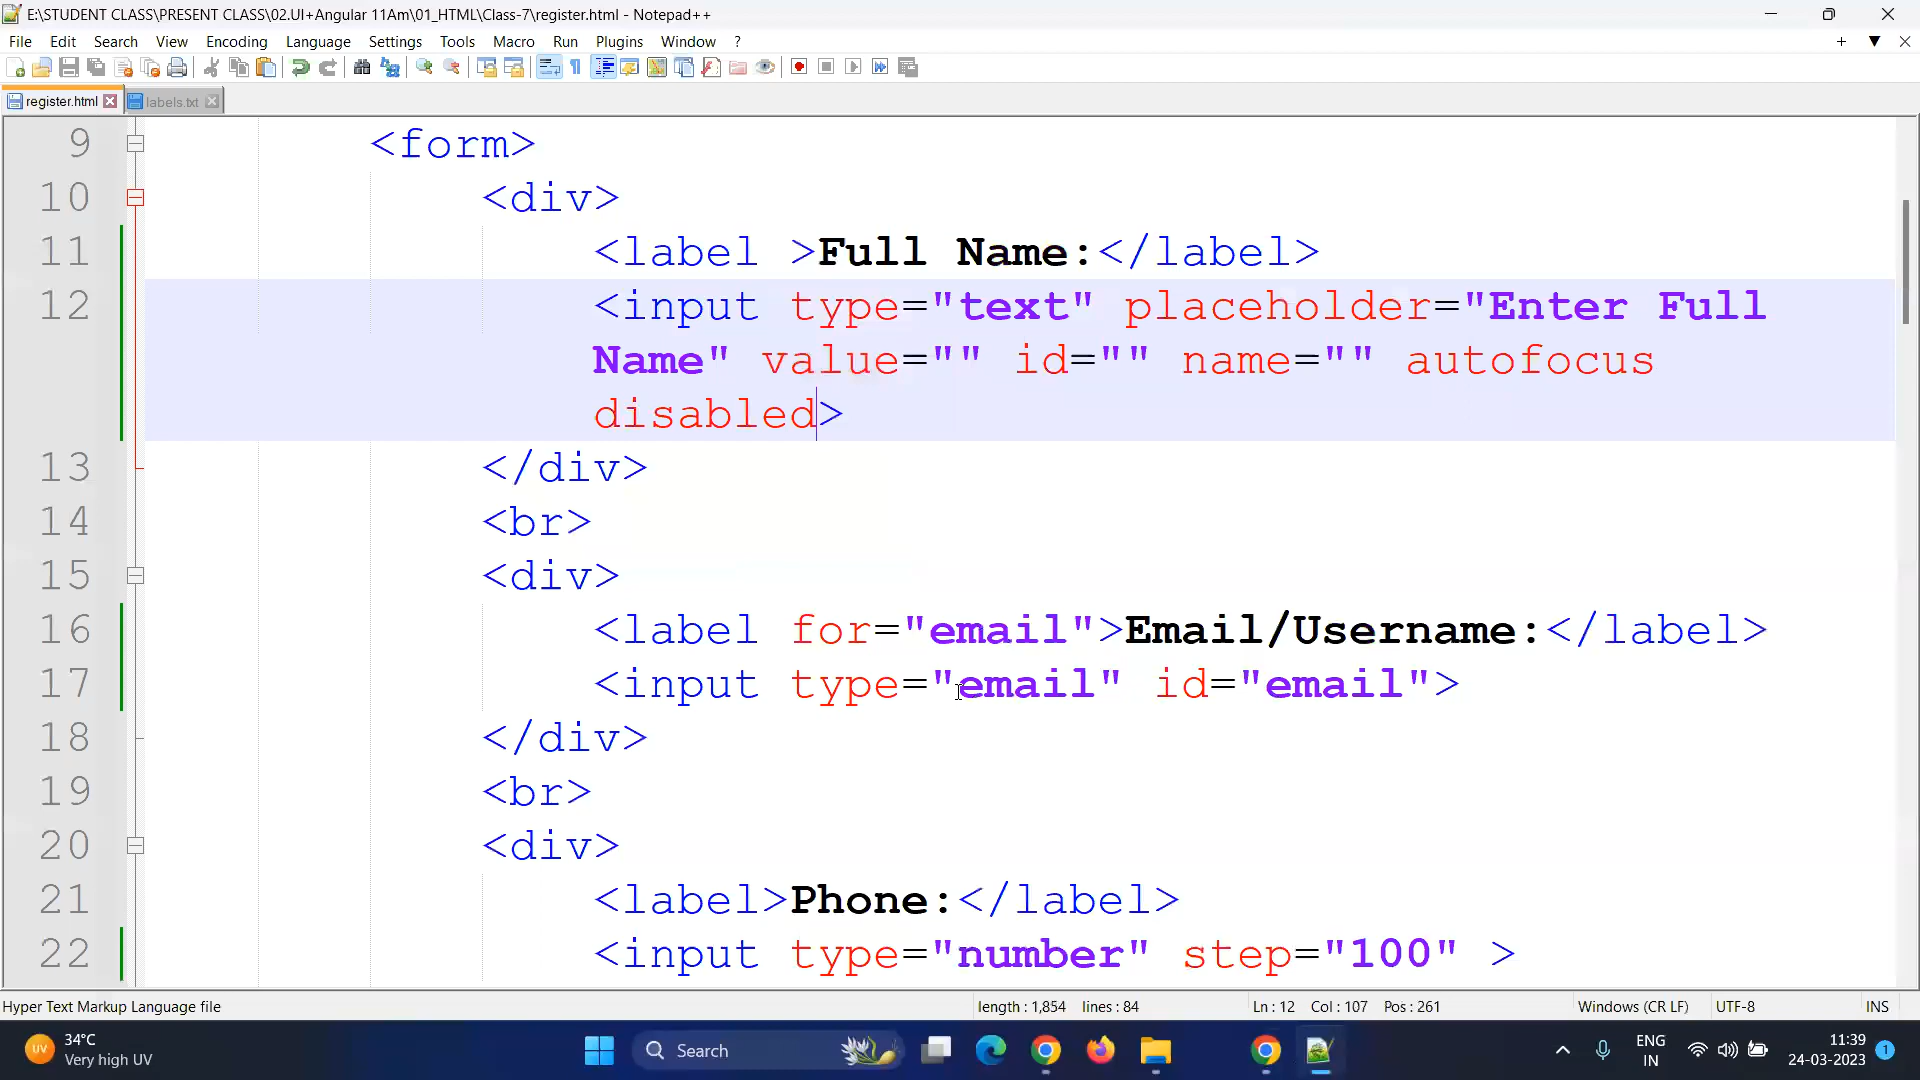 E:\STUDENT CLASS\PRESENT CLASS\02.UI+Angular 11Am\01_HTML\Class-7\register.html - Notepad++
File Edit Search View Encoding Language Settings Tools Macro Run Plugins Window ?
register.html labels.txt
9 <form>
10 <div>
11 <label >Full Name:</label>
12 <input type="text" placeholder="Enter Full
Name" value="" id="" name="" autofocus
disabled>
13 </div>
14 <br>
15 <div>
16 <label for="email">Email/Username:</label>
17 <input type="email" id="email">
18 </div>
19 <br>
20 <div>
21 <label>Phone:</label>
22 <input type="number" step="100" >
Hyper Text Markup Language file length : 1,854 lines : 84 Ln : 12 Col : 107 Pos : 261 Windows (CR LF) UTF-8 INS
UV 34°C
Very high UV
Search
ENG
IN
11:39
24-03-2023
1